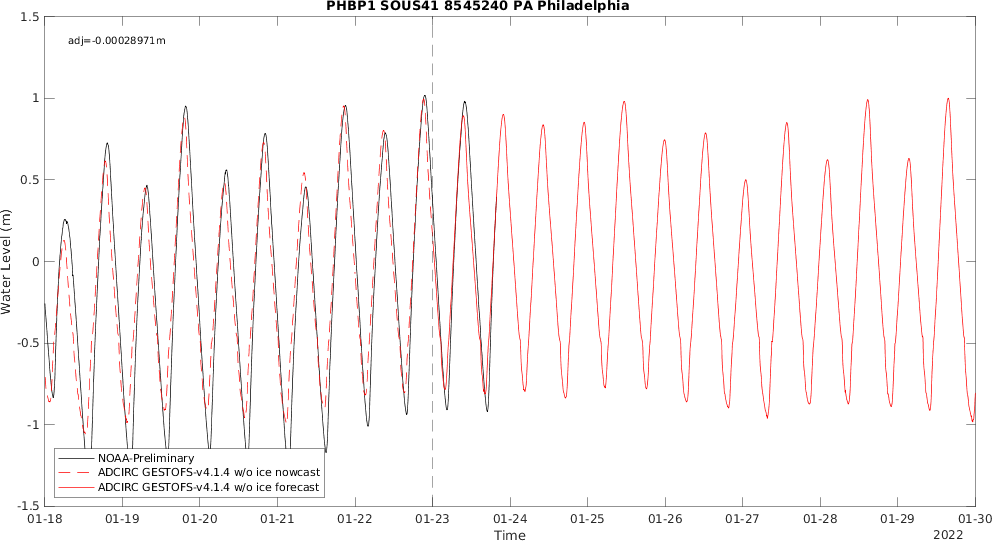 PHBP1 SOUS41 8545240 PA Philadelphia
adj=-0.00028971m
1.5
1
0.5
0
-0.5
-1
-1.5
Water Level (m)
NOAA-Preliminary
ADCIRC GESTOFS-v4.1.4 w/o ice nowcast
ADCIRC GESTOFS-v4.1.4 w/o ice forecast
01-18 01-19 01-20 01-21 01-22 01-23 01-24 01-25 01-26 01-27 01-28 01-29 01-30
Time
2022